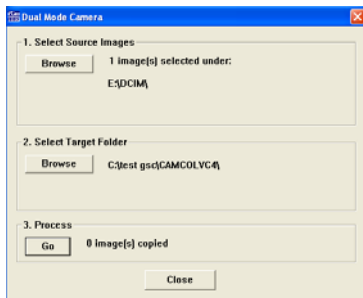 Dual Mode Camera
1. Select Source Images
Browse
1 image(s) selected under:
E:\DCIM\
2. Select Target Folder
Browse
C:\test gsc\CAMCOLVC4\
3. Process
Go
0 image(s) copied
Close